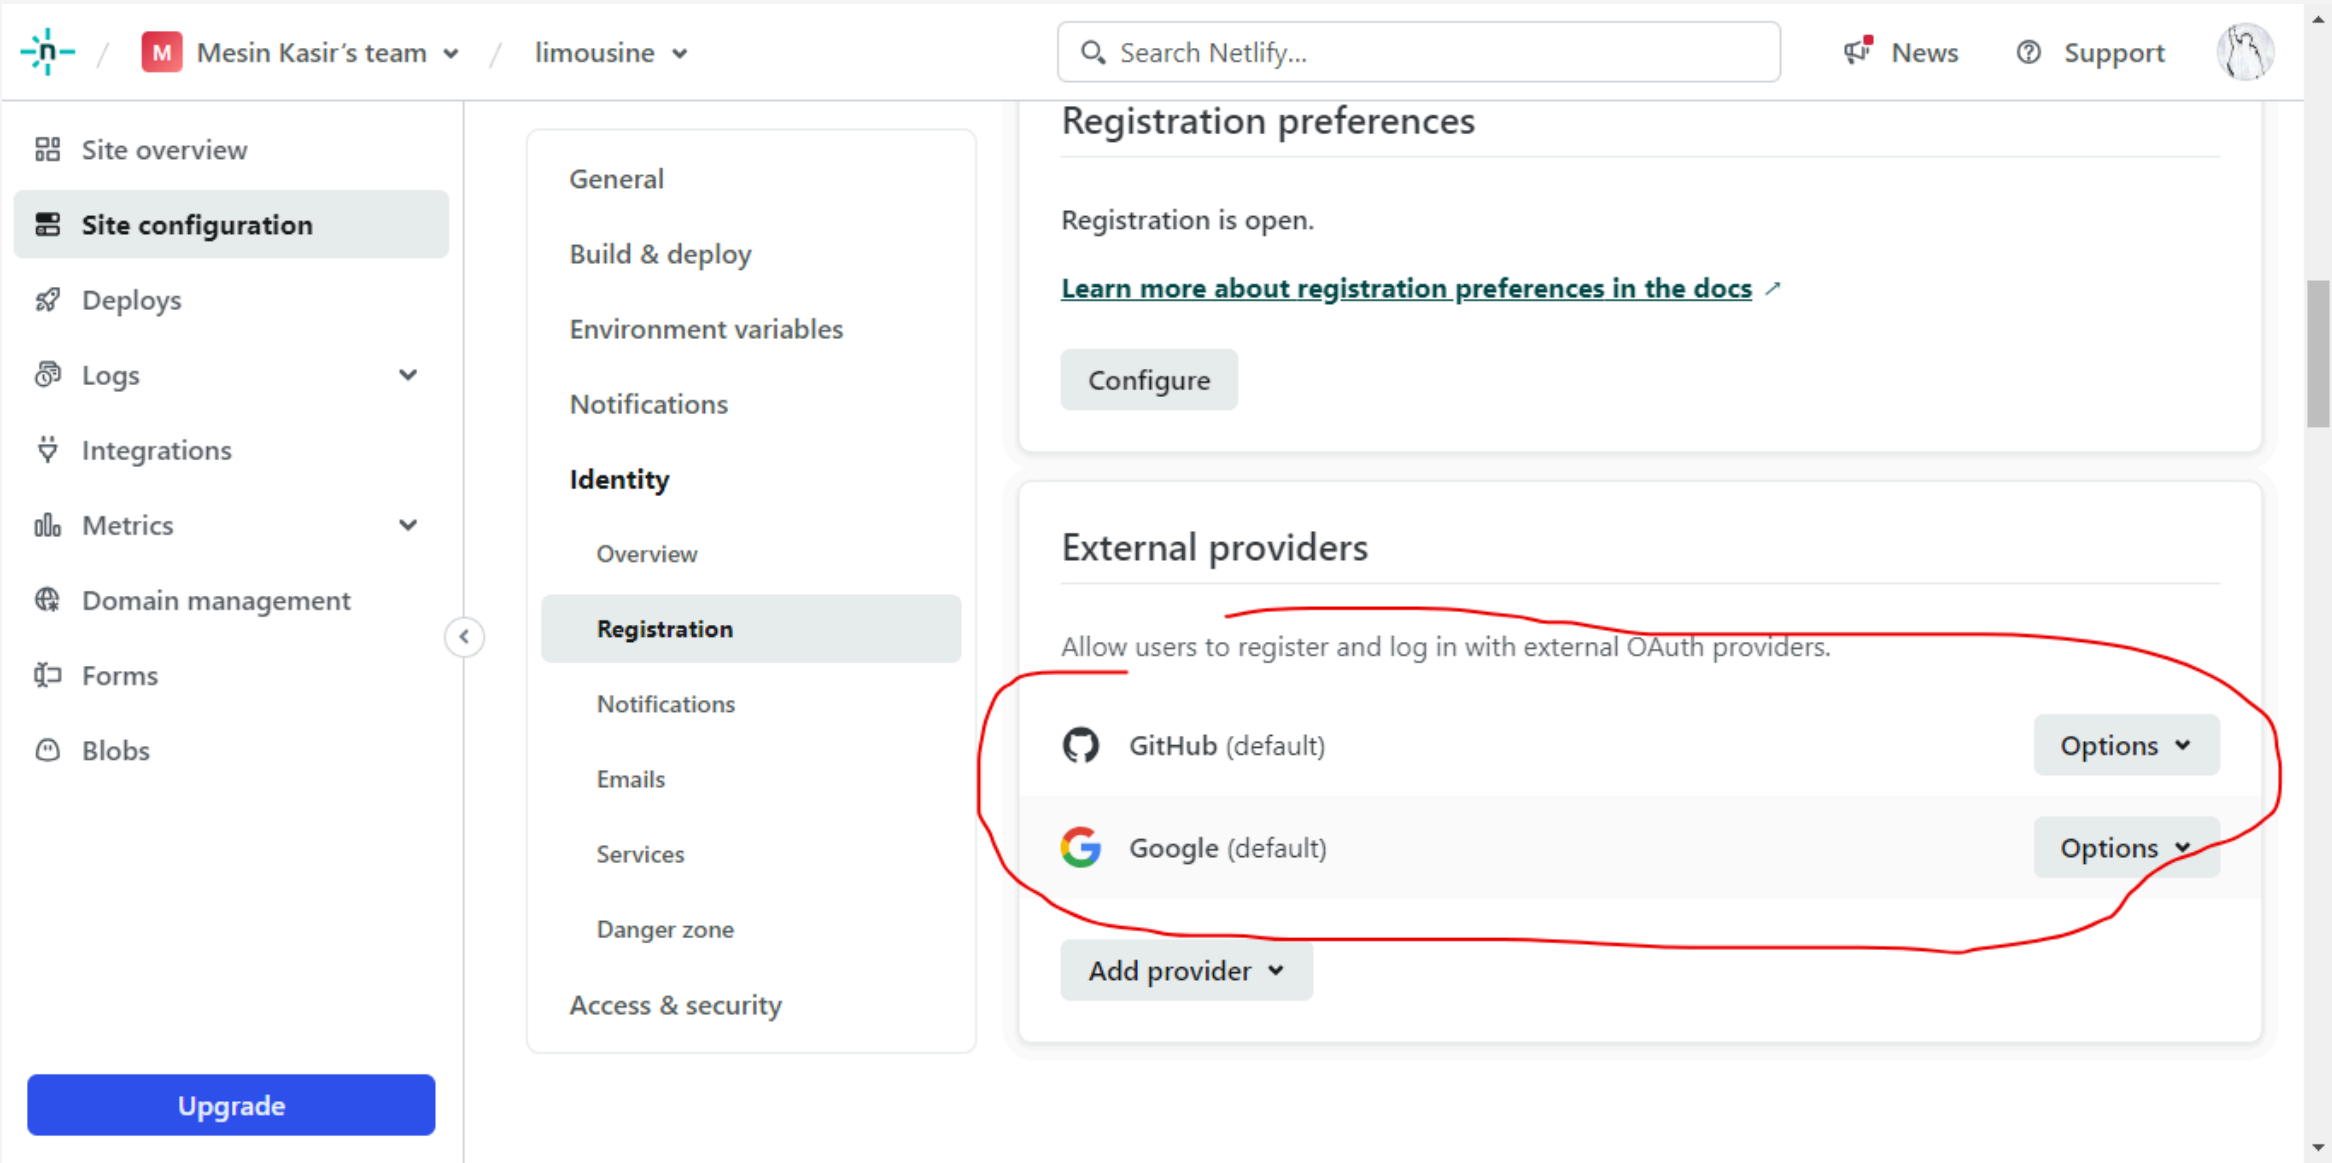 Mesin Kasir's team
limousine
Search Netlify...
News
Support
M
n
Site overview
Site configuration
Deploys
Logs
Integrations
Metrics
Domain management
Forms
Blobs
Upgrade
General
Build & deploy
Environment variables
Notifications
Identity
Overview
Registration
Notifications
Emails
Services
Danger zone
Access & security
Registration preferences
Registration is open.
Learn more about registration preferences in the docs
Configure
External providers
Allow users to register and log in with external OAuth providers.
GitHub (default)
Options
Google (default)
Options
Add provider